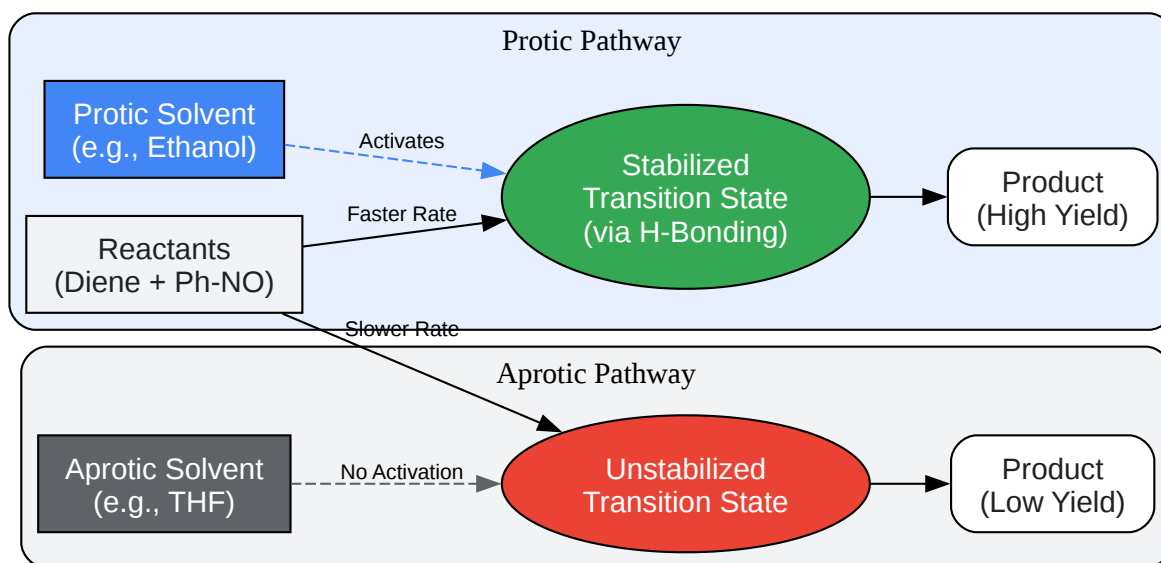 Protic Pathway
Protic Solvent
(e.g., Ethanol)
Activates
Stabilized
Transition State
(via H-Bonding)
Product
(High Yield)
Reactants
(Diene + Ph-NO)
Faster Rate
Slower Rate
Aprotic Pathway
Aprotic Solvent
(e.g., THF)
No Activation
Unstabilized
Transition State
Product
(Low Yield)